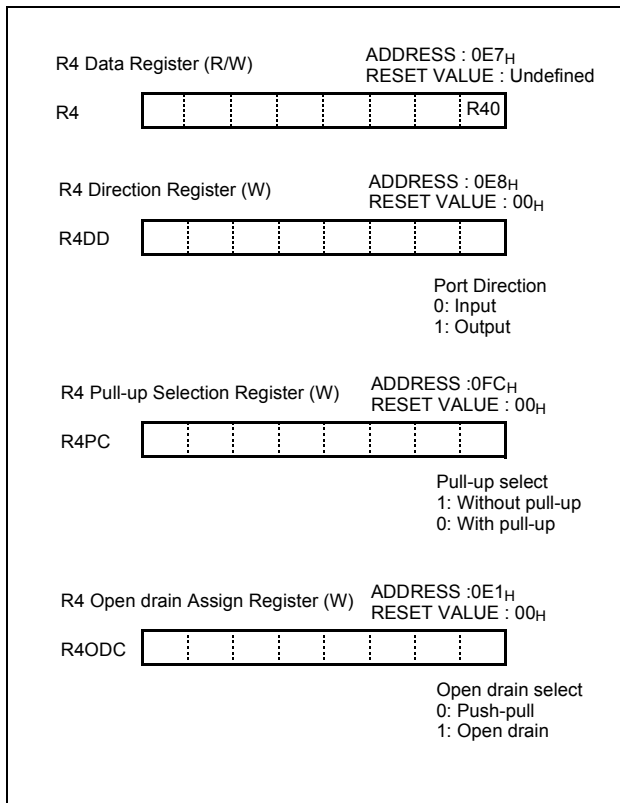 R4 Data Register (R/W) ADDRESS : 0E7H
RESET VALUE : Undefined
R4 R40
R4 Direction Register (W) ADDRESS : 0E8H
RESET VALUE : 00H
R4DD
Port Direction
0: Input
1: Output
R4 Pull-up Selection Register (W) ADDRESS :0FCH
RESET VALUE : 00H
R4PC
Pull-up select
1: Without pull-up
0: With pull-up
R4 Open drain Assign Register (W) ADDRESS :0E1H
RESET VALUE : 00H
R4ODC
Open drain select
0: Push-pull
1: Open drain